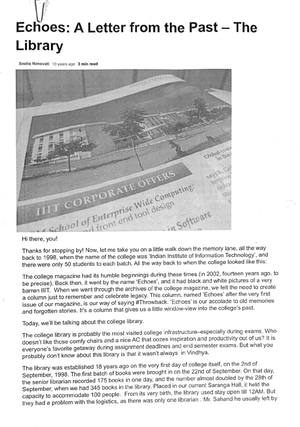 Echoes: A Letter from the Past – The
Library
10 years ago 3 min read
IIIT CORPORATE OFFERS
School of Enterprise Wide Computing,
front end tool design
in Software
Hi there, you!
Thanks for stopping by! Now, let me take you on a little walk down the memory lane, all the way
back to 1998, when the name of the college was 'Indian Institute of Information Technology', and
there were only 50 students to each batch. All the way back to when the college looked like this:
The college magazine had its humble beginnings during these times (in 2002, fourteen years ago, to
be precise). Back then, it went by the name 'Echoes', and it had black and white pictures of a very
barren IIIT. When we went through the archives of the college magazine, we felt the need to create
a column just to remember and celebrate legacy. This column, named 'Echoes' after the very first
issue of our magazine, is our way of saying #Throwback. 'Echoes' is our accolade to old memories
and forgotten stories. It's a column that gives us a little window-view into the college's past.
Today, we'll be talking about the college library.
The college library is probably the most visited college infrastructure–especially during exams. Who
doesn't like those comfy chairs and a nice AC that oozes inspiration and productivity out of us? It is
everyone's favorite getaway during assignment deadlines and end semester exams. But what you
probably don't know about this library is that it wasn't always in Vindhya.
The library was established 18 years ago on the very first day of college itself, on the 2nd of
September, 1998. The first batch of books were brought in on the 22nd of September. On that day,
the senior librarian recorded 175 books in one day, and the number almost doubled by the 28th of
September, when we had 345 books in the library. Placed in our current Saranga Hall, it held the
capacity to accommodate 100 people. From its very birth, the library used stay open till 12AM. But
they had a problem with the logistics, as there was only one librarian : Mr. Sahand he usually left by